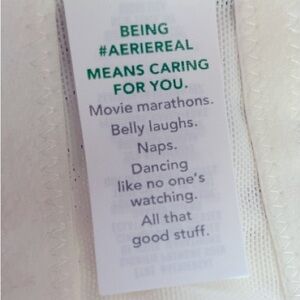 BEING
#AERIEREAL
MEANS CARING
FOR YOU.
Movie marathons.
Belly laughs.
Naps.
Dancing
like no one's
watching.
All that
good stuff.